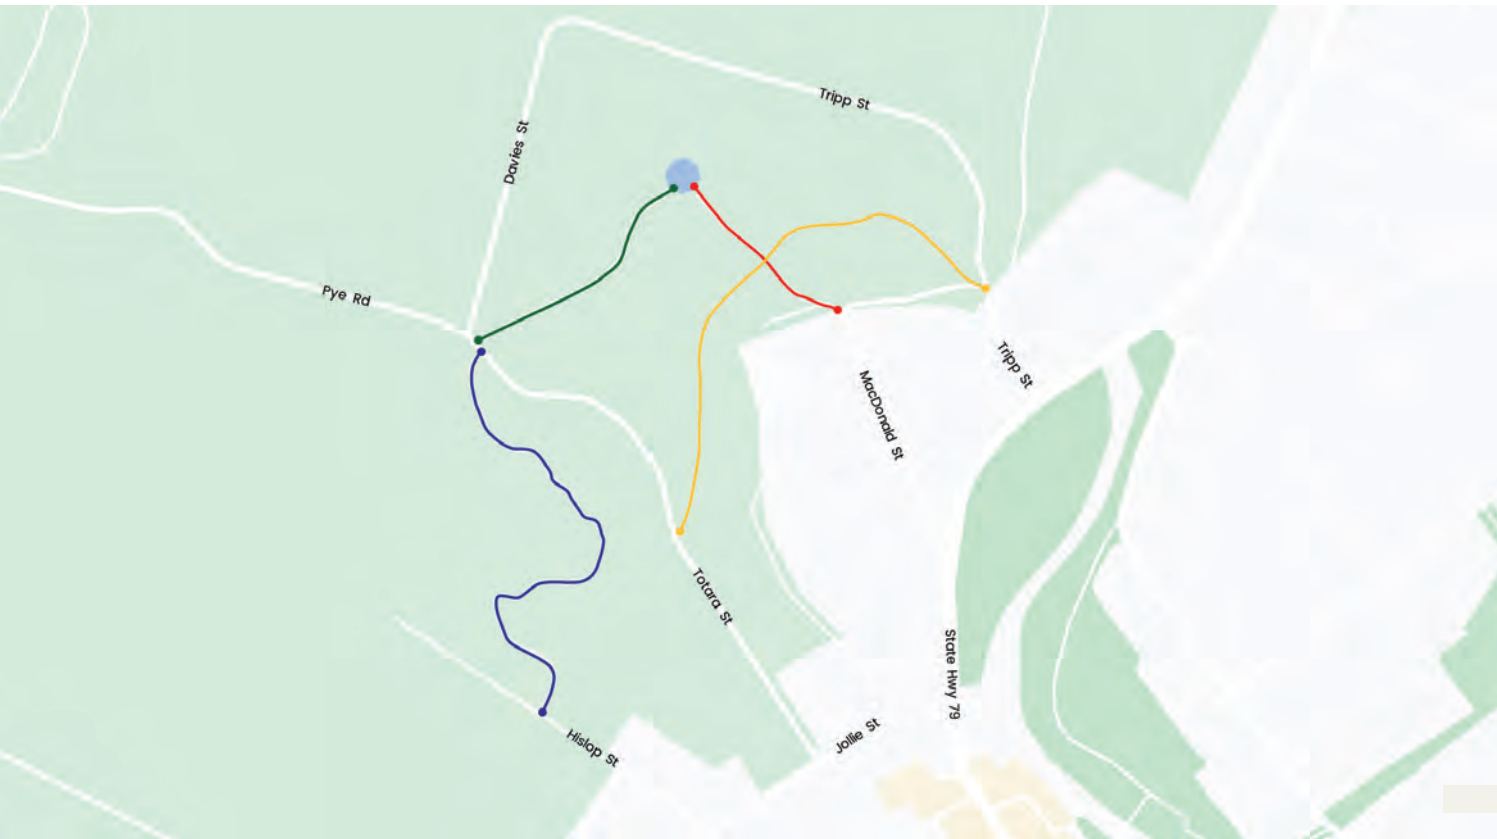 Tripp St
Davies St
Pye Rd
Tripp St
MacDonald St
Totara St
State Hwy 79
Jollie St
Hislop St